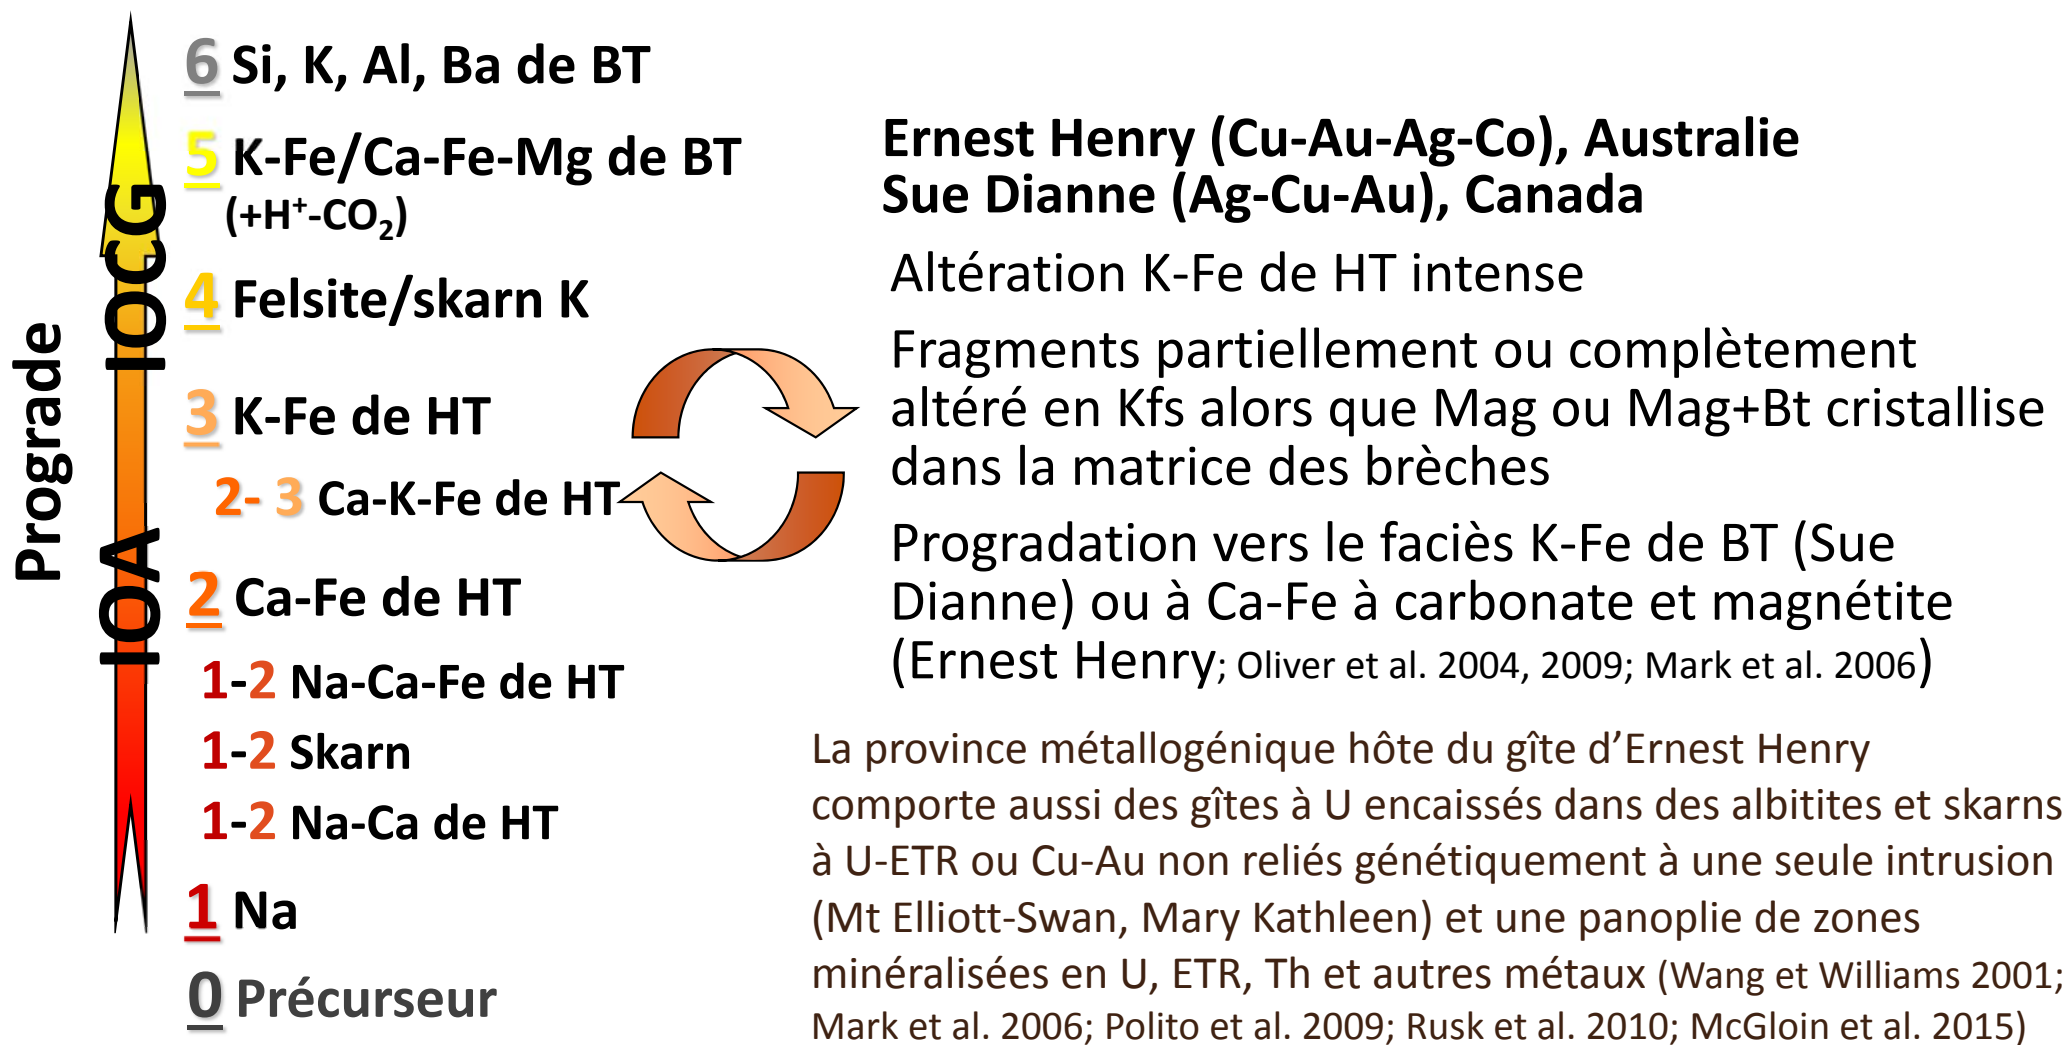 Prograde
IOA IOCG
6 Si, K, Al, Ba de BT
5 K-Fe/Ca-Fe-Mg de BT
(+H⁺-CO₂)
4 Felsite/skarn K
3 K-Fe de HT
2- 3 Ca-K-Fe de HT
2 Ca-Fe de HT
1-2 Na-Ca-Fe de HT
1-2 Skarn
1-2 Na-Ca de HT
1 Na
0 Précurseur
Ernest Henry (Cu-Au-Ag-Co), Australie
Sue Dianne (Ag-Cu-Au), Canada
Altération K-Fe de HT intense
Fragments partiellement ou complètement
altéré en Kfs alors que Mag ou Mag+Bt cristallise
dans la matrice des brèches
Progradation vers le faciès K-Fe de BT (Sue
Dianne) ou à Ca-Fe à carbonate et magnétite
(Ernest Henry; Oliver et al. 2004, 2009; Mark et al. 2006)
La province métallogénique hôte du gîte d’Ernest Henry
comporte aussi des gîtes à U encaissés dans des albitites et skarns
à U-ETR ou Cu-Au non reliés génétiquement à une seule intrusion
(Mt Elliott-Swan, Mary Kathleen) et une panoplie de zones
minéralisées en U, ETR, Th et autres métaux (Wang et Williams 2001;
Mark et al. 2006; Polito et al. 2009; Rusk et al. 2010; McGloin et al. 2015)